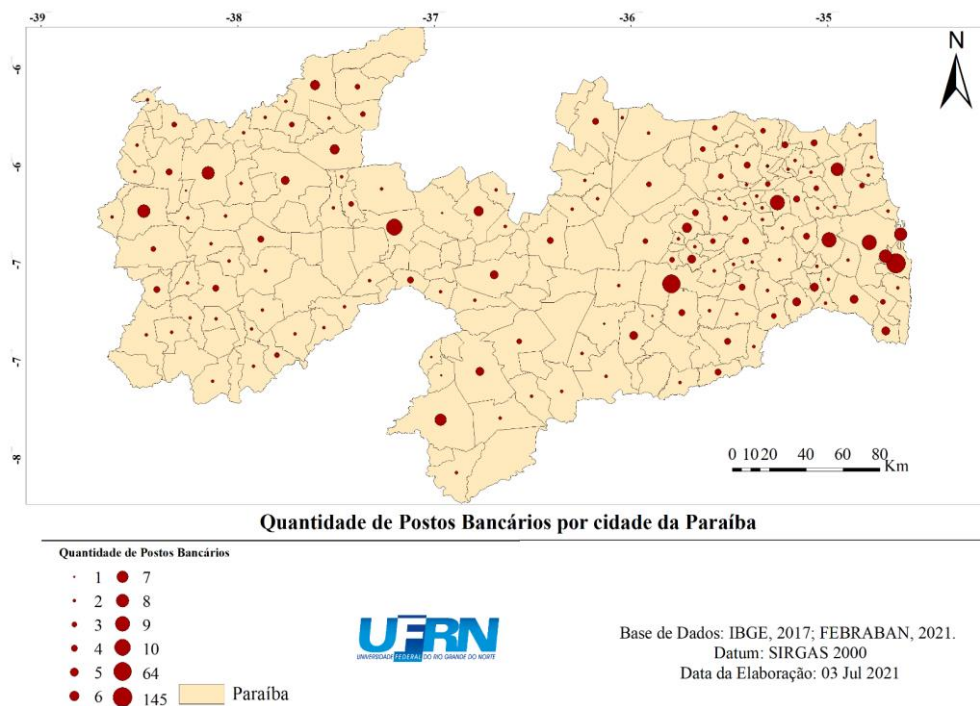 -39 -38 -37 -36 -35
N
-6
-6
-7
-7
-8
0 10 20 40 60 80
Km
Quantidade de Postos Bancários por cidade da Paraíba
Quantidade de Postos Bancários
1 7
2 8
3 9
4 10
5 64
6 145
Paraíba
UFRN
UNIVERSIDADE FEDERAL DO RIO GRANDE DO NORTE
Base de Dados: IBGE, 2017; FEBRABAN, 2021.
Datum: SIRGAS 2000
Data da Elaboração: 03 Jul 2021